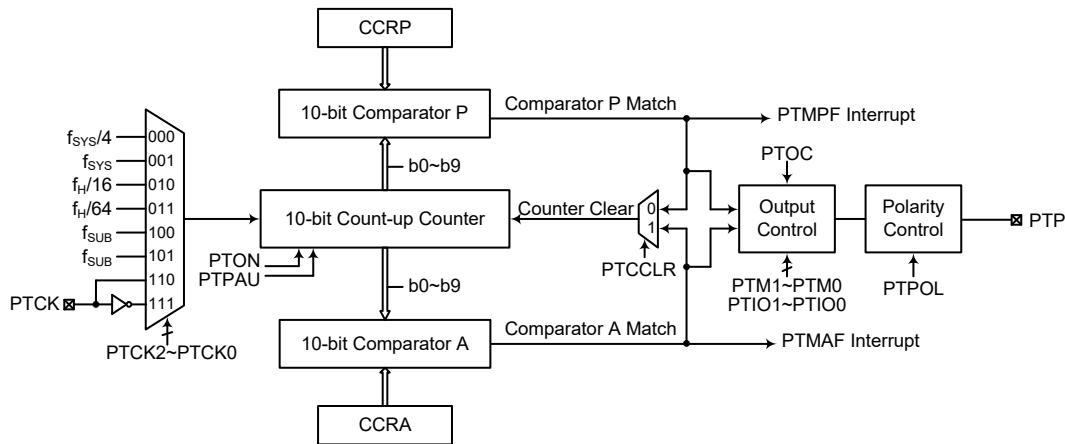 CCRP
10-bit Comparator P
Comparator P Match
PTMPF Interrupt
b0~b9
fSYS/4 000
fSYS 001
fH/16 010
fH/64 011
fSUB 100
fSUB 101
110
PTCK 111
PTCK2~PTCK0
10-bit Count-up Counter
PTON
PTPAU
Counter Clear
0
1
PTCCLR
PTOC
Output
Control
PTM1~PTM0
PTIO1~PTIO0
Polarity
Control
PTPOL
PTP
b0~b9
10-bit Comparator A
Comparator A Match
PTMAF Interrupt
CCRA